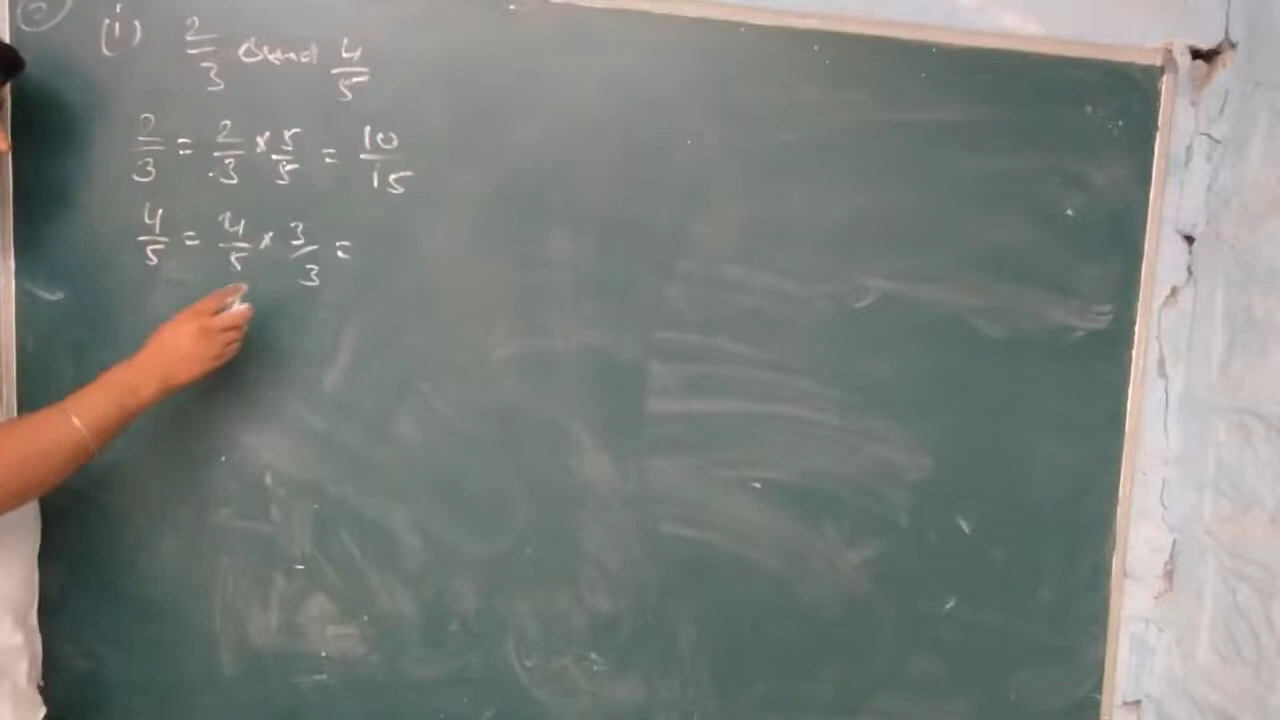 (i) 2/3 and 4/5
2/3 = 2/3 × 5/5 = 10/15
4/5 = 4/5 × 3/3 =